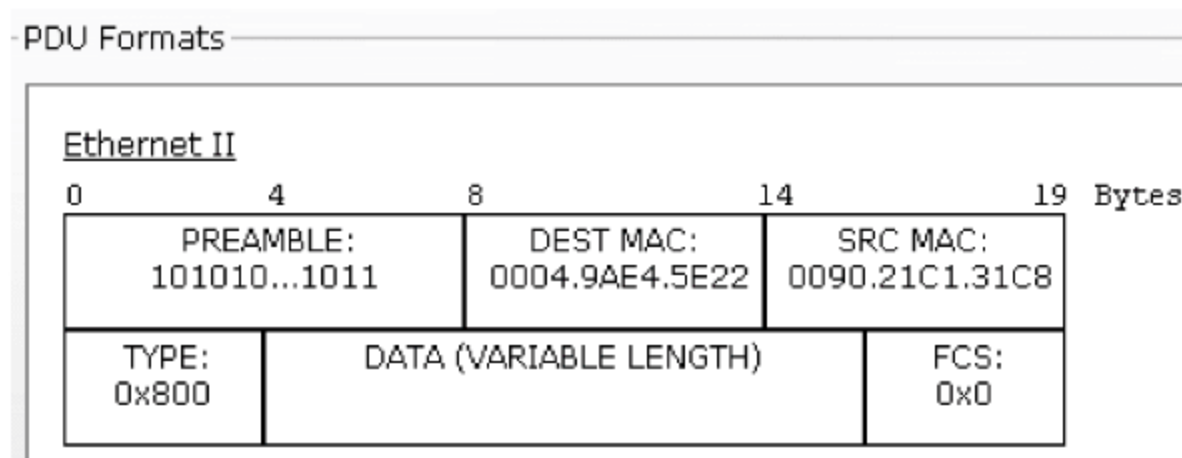 PDU Formats
Ethernet II
0 4 8 14 19 Bytes
PREAMBLE: DEST MAC: SRC MAC:
101010...1011 0004.9AE4.5E22 0090.21C1.31C8
TYPE: DATA (VARIABLE LENGTH) FCS:
0x800 0x0